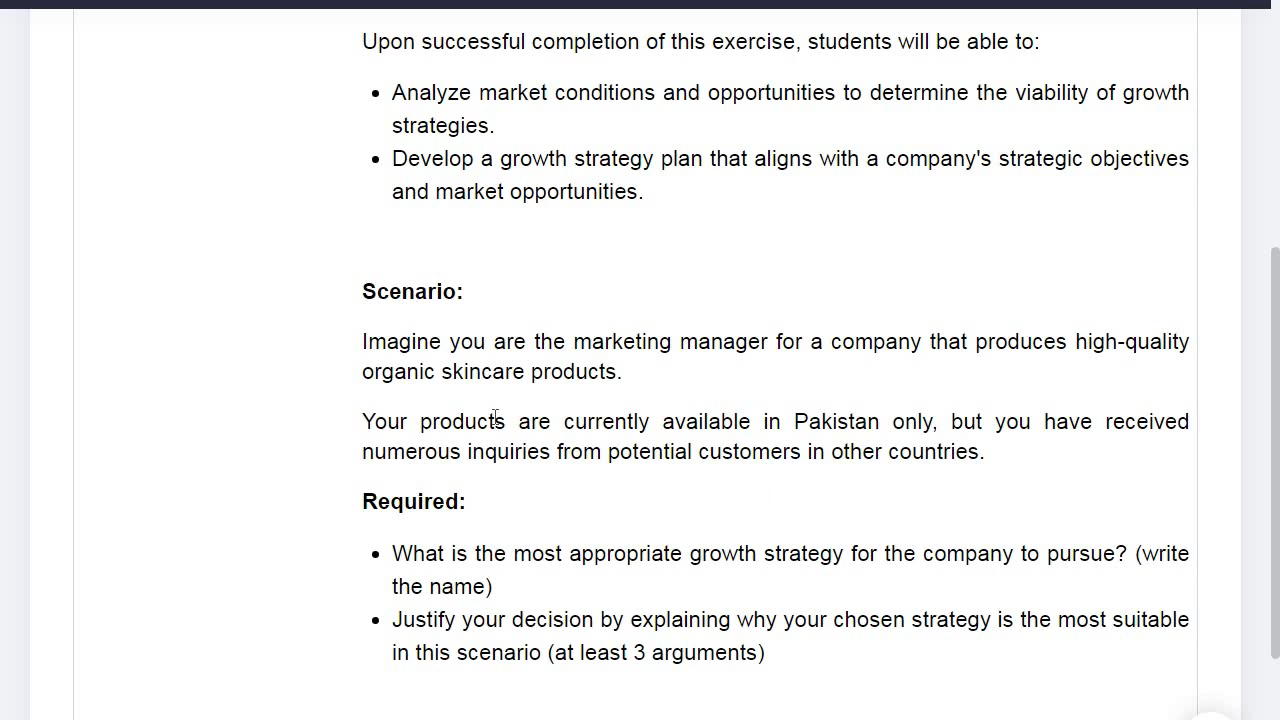 Upon successful completion of this exercise, students will be able to:
• Analyze market conditions and opportunities to determine the viability of growth
strategies.
• Develop a growth strategy plan that aligns with a company's strategic objectives
and market opportunities.
Scenario:
Imagine you are the marketing manager for a company that produces high-quality
organic skincare products.
Your products are currently available in Pakistan only, but you have received
numerous inquiries from potential customers in other countries.
Required:
• What is the most appropriate growth strategy for the company to pursue? (write
the name)
• Justify your decision by explaining why your chosen strategy is the most suitable
in this scenario (at least 3 arguments)